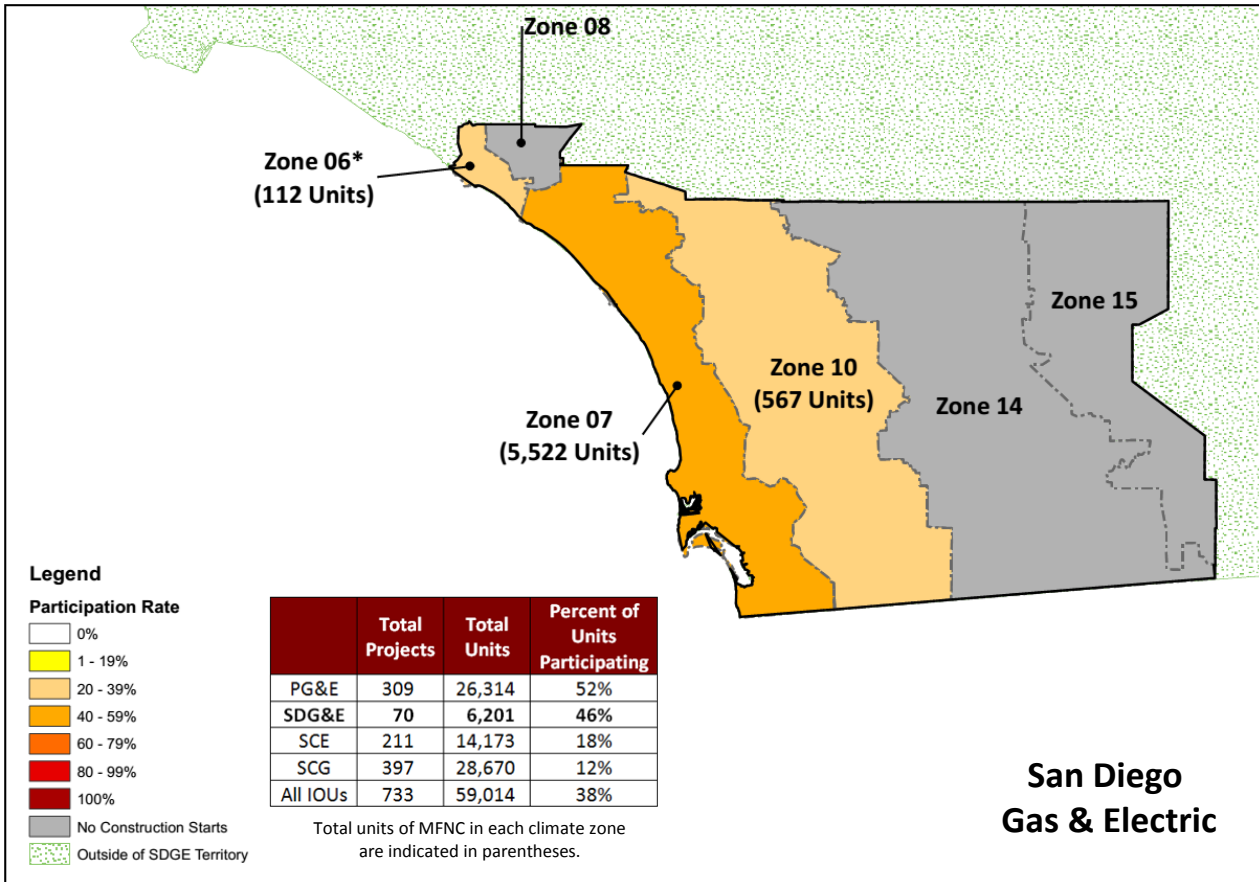 Zone 08
Zone 06*
(112 Units)
Zone 15
Zone 10
(567 Units)
Zone 14
Zone 07
(5,522 Units)
Legend
Participation Rate
0%
1 - 19%
20 - 39%
40 - 59%
60 - 79%
80 - 99%
100%
No Construction Starts
Outside of SDGE Territory
Total Projects Total Units Percent of Units Participating
PG&E 309 26,314 52%
SDG&E 70 6,201 46%
SCE 211 14,173 18%
SCG 397 28,670 12%
All IOUs 733 59,014 38%
Total units of MFNC in each climate zone
are indicated in parentheses.
San Diego
Gas & Electric